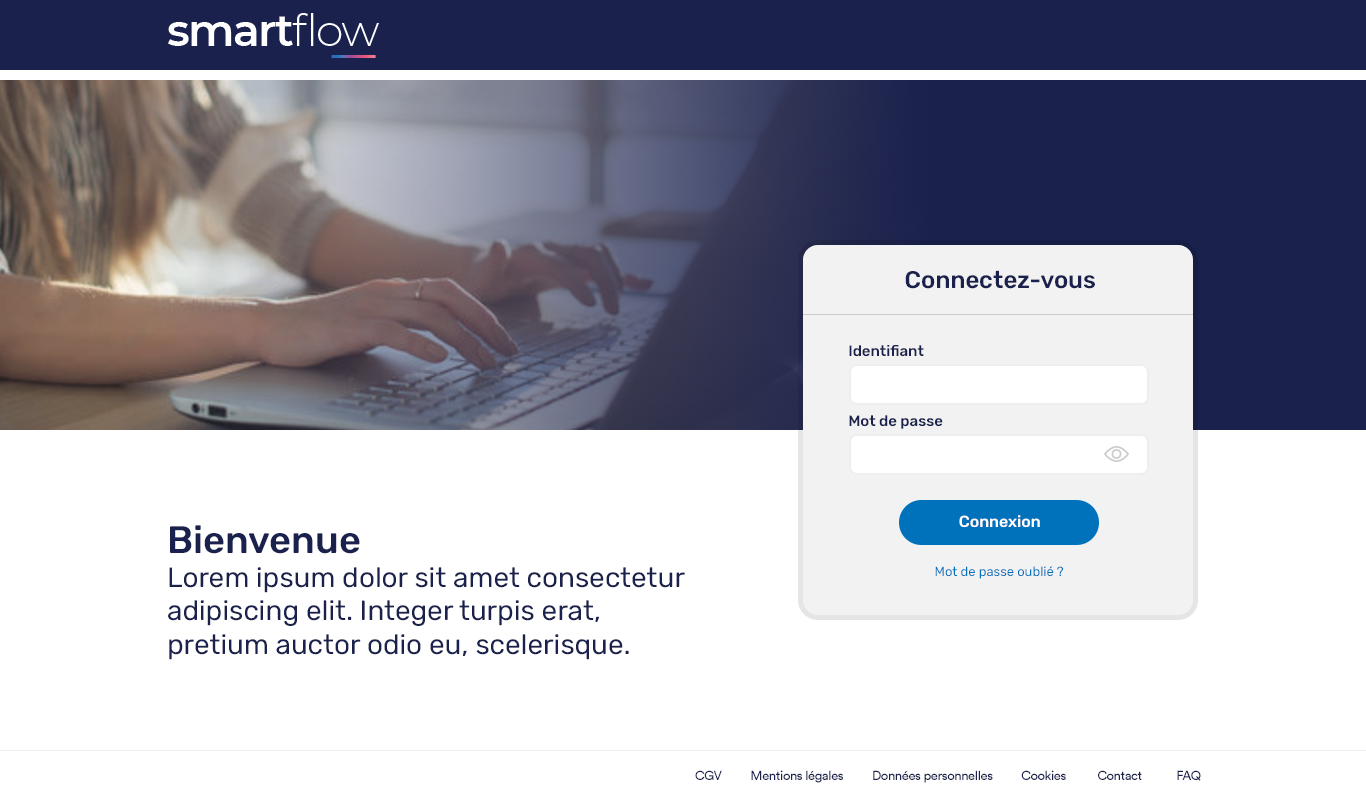 smartflow
Connectez-vous
Identifiant
Mot de passe
Connexion
Mot de passe oublié ?
Bienvenue
Lorem ipsum dolor sit amet consectetur
adipiscing elit. Integer turpis erat,
pretium auctor odio eu, scelerisque.
CGV Mentions légales Données personnelles Cookies Contact FAQ